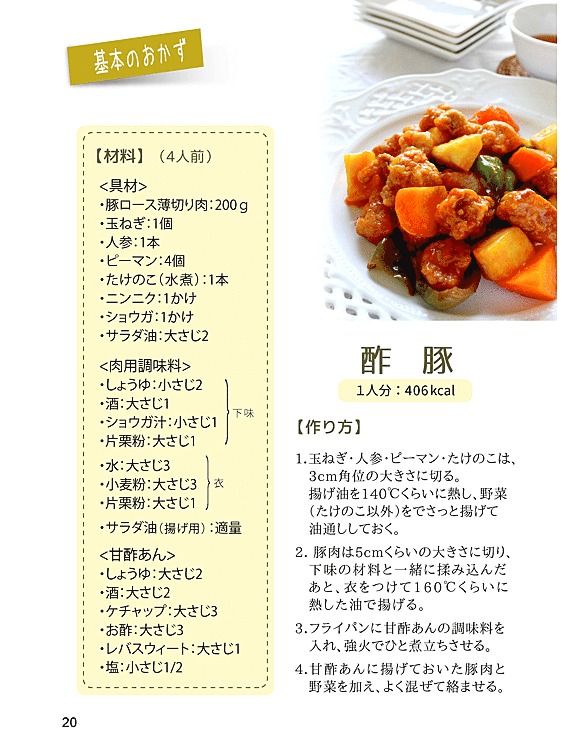 基本のおかず
【材料】（4人前）
<具材>
・豚ロース薄切り肉：200ｇ
・玉ねぎ：1個
・人参：1本
・ピーマン：4個
・たけのこ（水煮）：1本
・ニンニク：1かけ
・ショウガ：1かけ
・サラダ油：大さじ2
<肉用調味料>
・しょうゆ：小さじ2
・酒：大さじ1
・ショウガ汁：小さじ1
・片栗粉：大さじ1
下味
・水：大さじ3
・小麦粉：大さじ3
・片栗粉：大さじ1
衣
・サラダ油（揚げ用）：適量
<甘酢あん>
・しょうゆ：大さじ2
・酒：大さじ2
・ケチャップ：大さじ3
・お酢：大さじ3
・レバスウィート：大さじ1
・塩：小さじ1/2
酢 豚
1人分：406kcal
【作り方】
1.玉ねぎ・人参・ピーマン・たけのこは、
3cm角位の大きさに切る。
揚げ油を140℃くらいに熱し、野菜
（たけのこ以外）をでさっと揚げて
油通ししておく。
2. 豚肉は5cmくらいの大きさに切り、
下味の材料と一緒に揉み込んだ
あと、衣をつけて160℃くらいに
熱した油で揚げる。
3.フライパンに甘酢あんの調味料を
入れ、強火でひと煮立ちさせる。
4.甘酢あんに揚げておいた豚肉と
野菜を加え、よく混ぜて絡ませる。
20